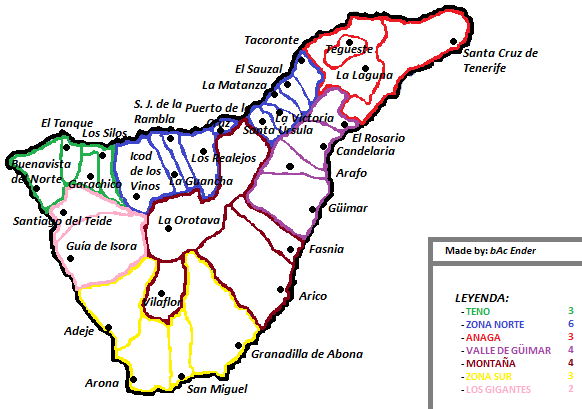 Tacoronte
Tegueste
Santa Cruz de
Tenerife
El Sauzal
La Laguna
La Matanza
S. J. de la
Rambla
Puerto de la
Cruz
La Victoria
Santa Úrsula
El Tanque
Los Silos
El Rosario
Candelaria
Buenavista
del Norte
Icod
de los
Vinos
Los Realejos
Garachico
La Guancha
Arafo
Güimar
Santiago del Teide
La Orotava
Guía de Isora
Fasnia
Vilaflor
Arico
Adeje
Granadilla de Abona
Arona
San Miguel
Made by: bAc Ender
LEYENDA:
- TENO 3
- ZONA NORTE 6
- ANAGA 3
- VALLE DE GÜIMAR 4
- MONTAÑA 4
- ZONA SUR 3
- LOS GIGANTES 2